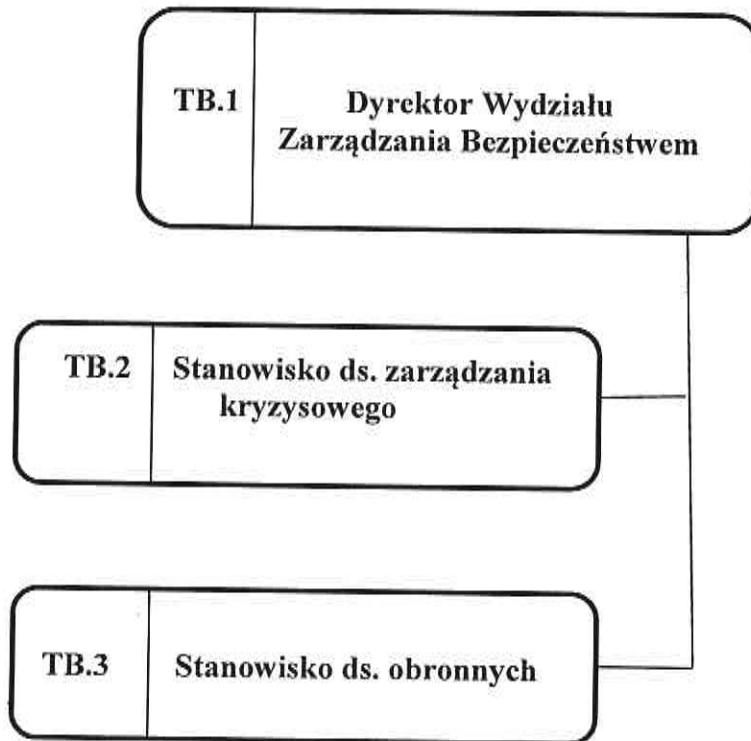 TB.1
Dyrektor Wydziału
Zarządzania Bezpieczeństwem
TB.2
Stanowisko ds. zarządzania
kryzysowego
TB.3
Stanowisko ds. obronnych